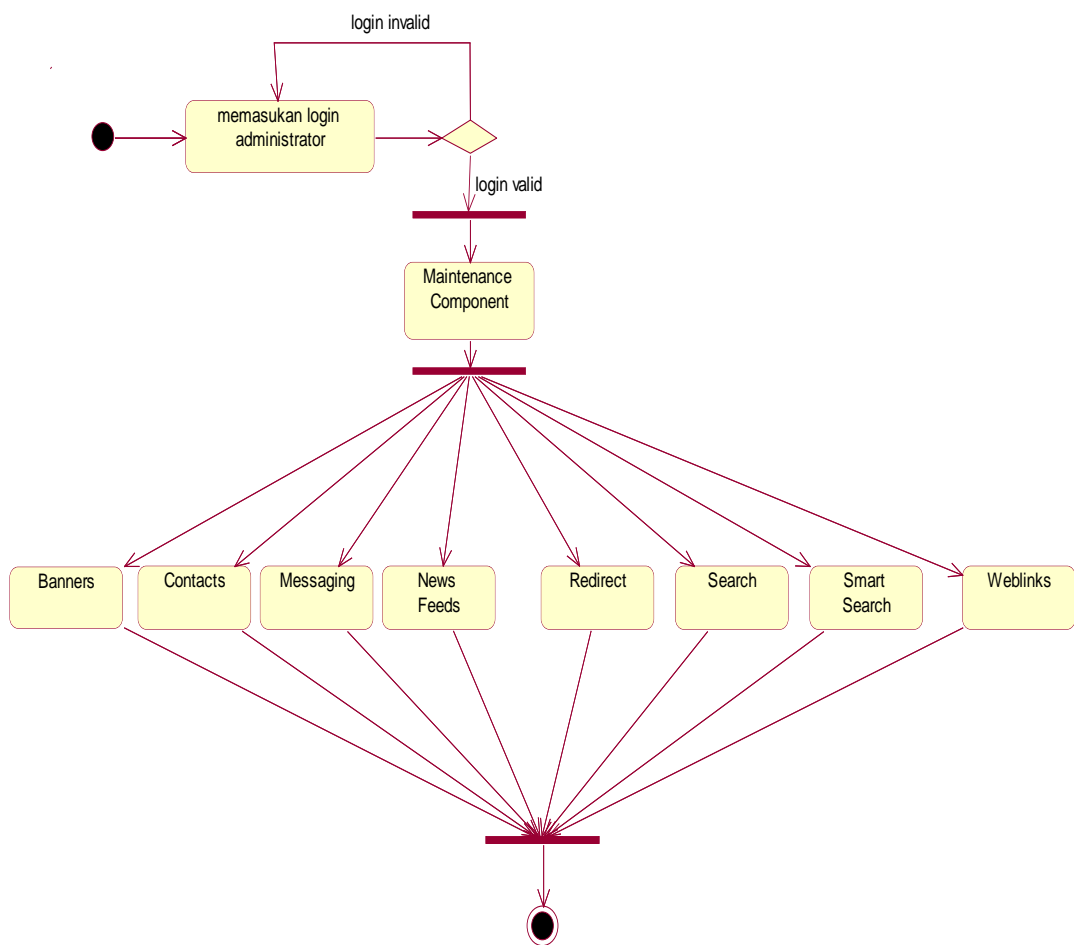 login invalid
memasukan login
administrator
login valid
Maintenance
Component
Banners
Contacts
Messaging
News
Feeds
Redirect
Search
Smart
Search
Weblinks